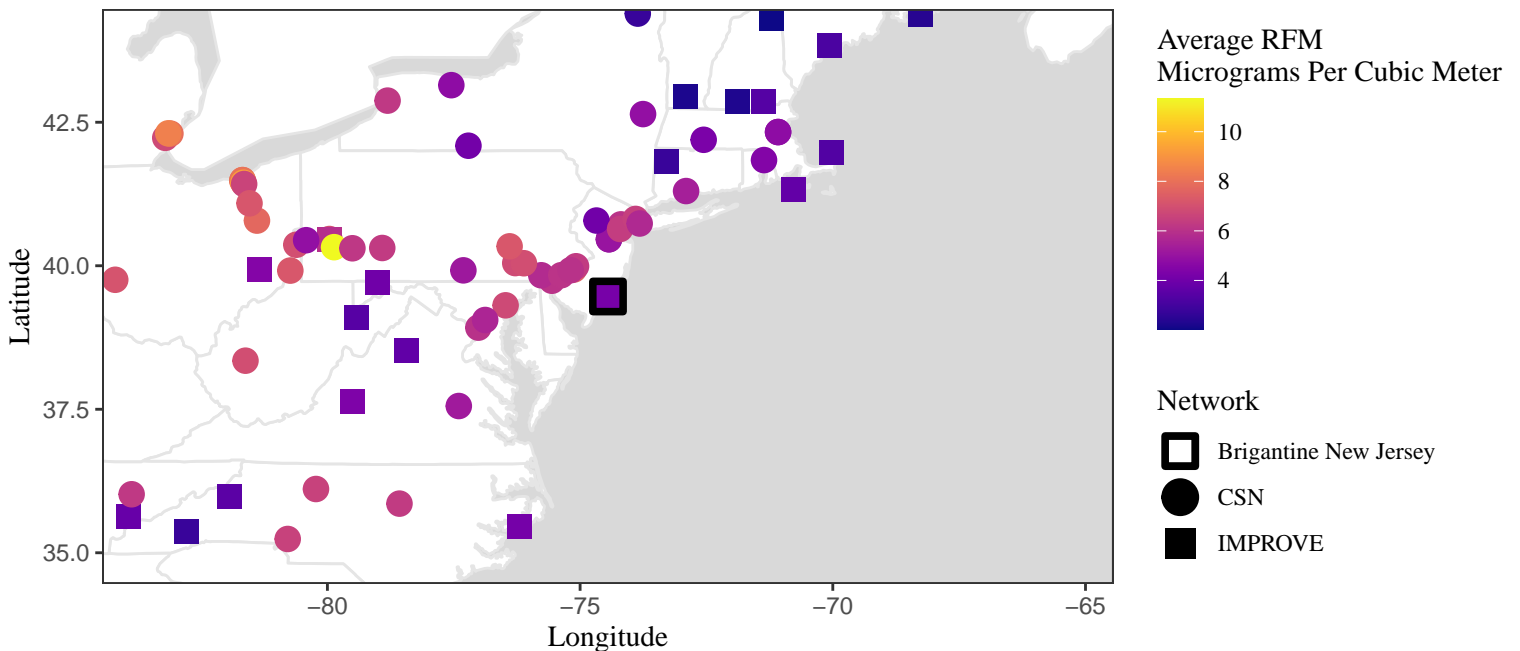 42.5
40.0
37.5
35.0
Latitude
−80
−75
−70
−65
Longitude
Average RFM
Micrograms Per Cubic Meter
10
8
6
4
Network
Brigantine New Jersey
CSN
IMPROVE